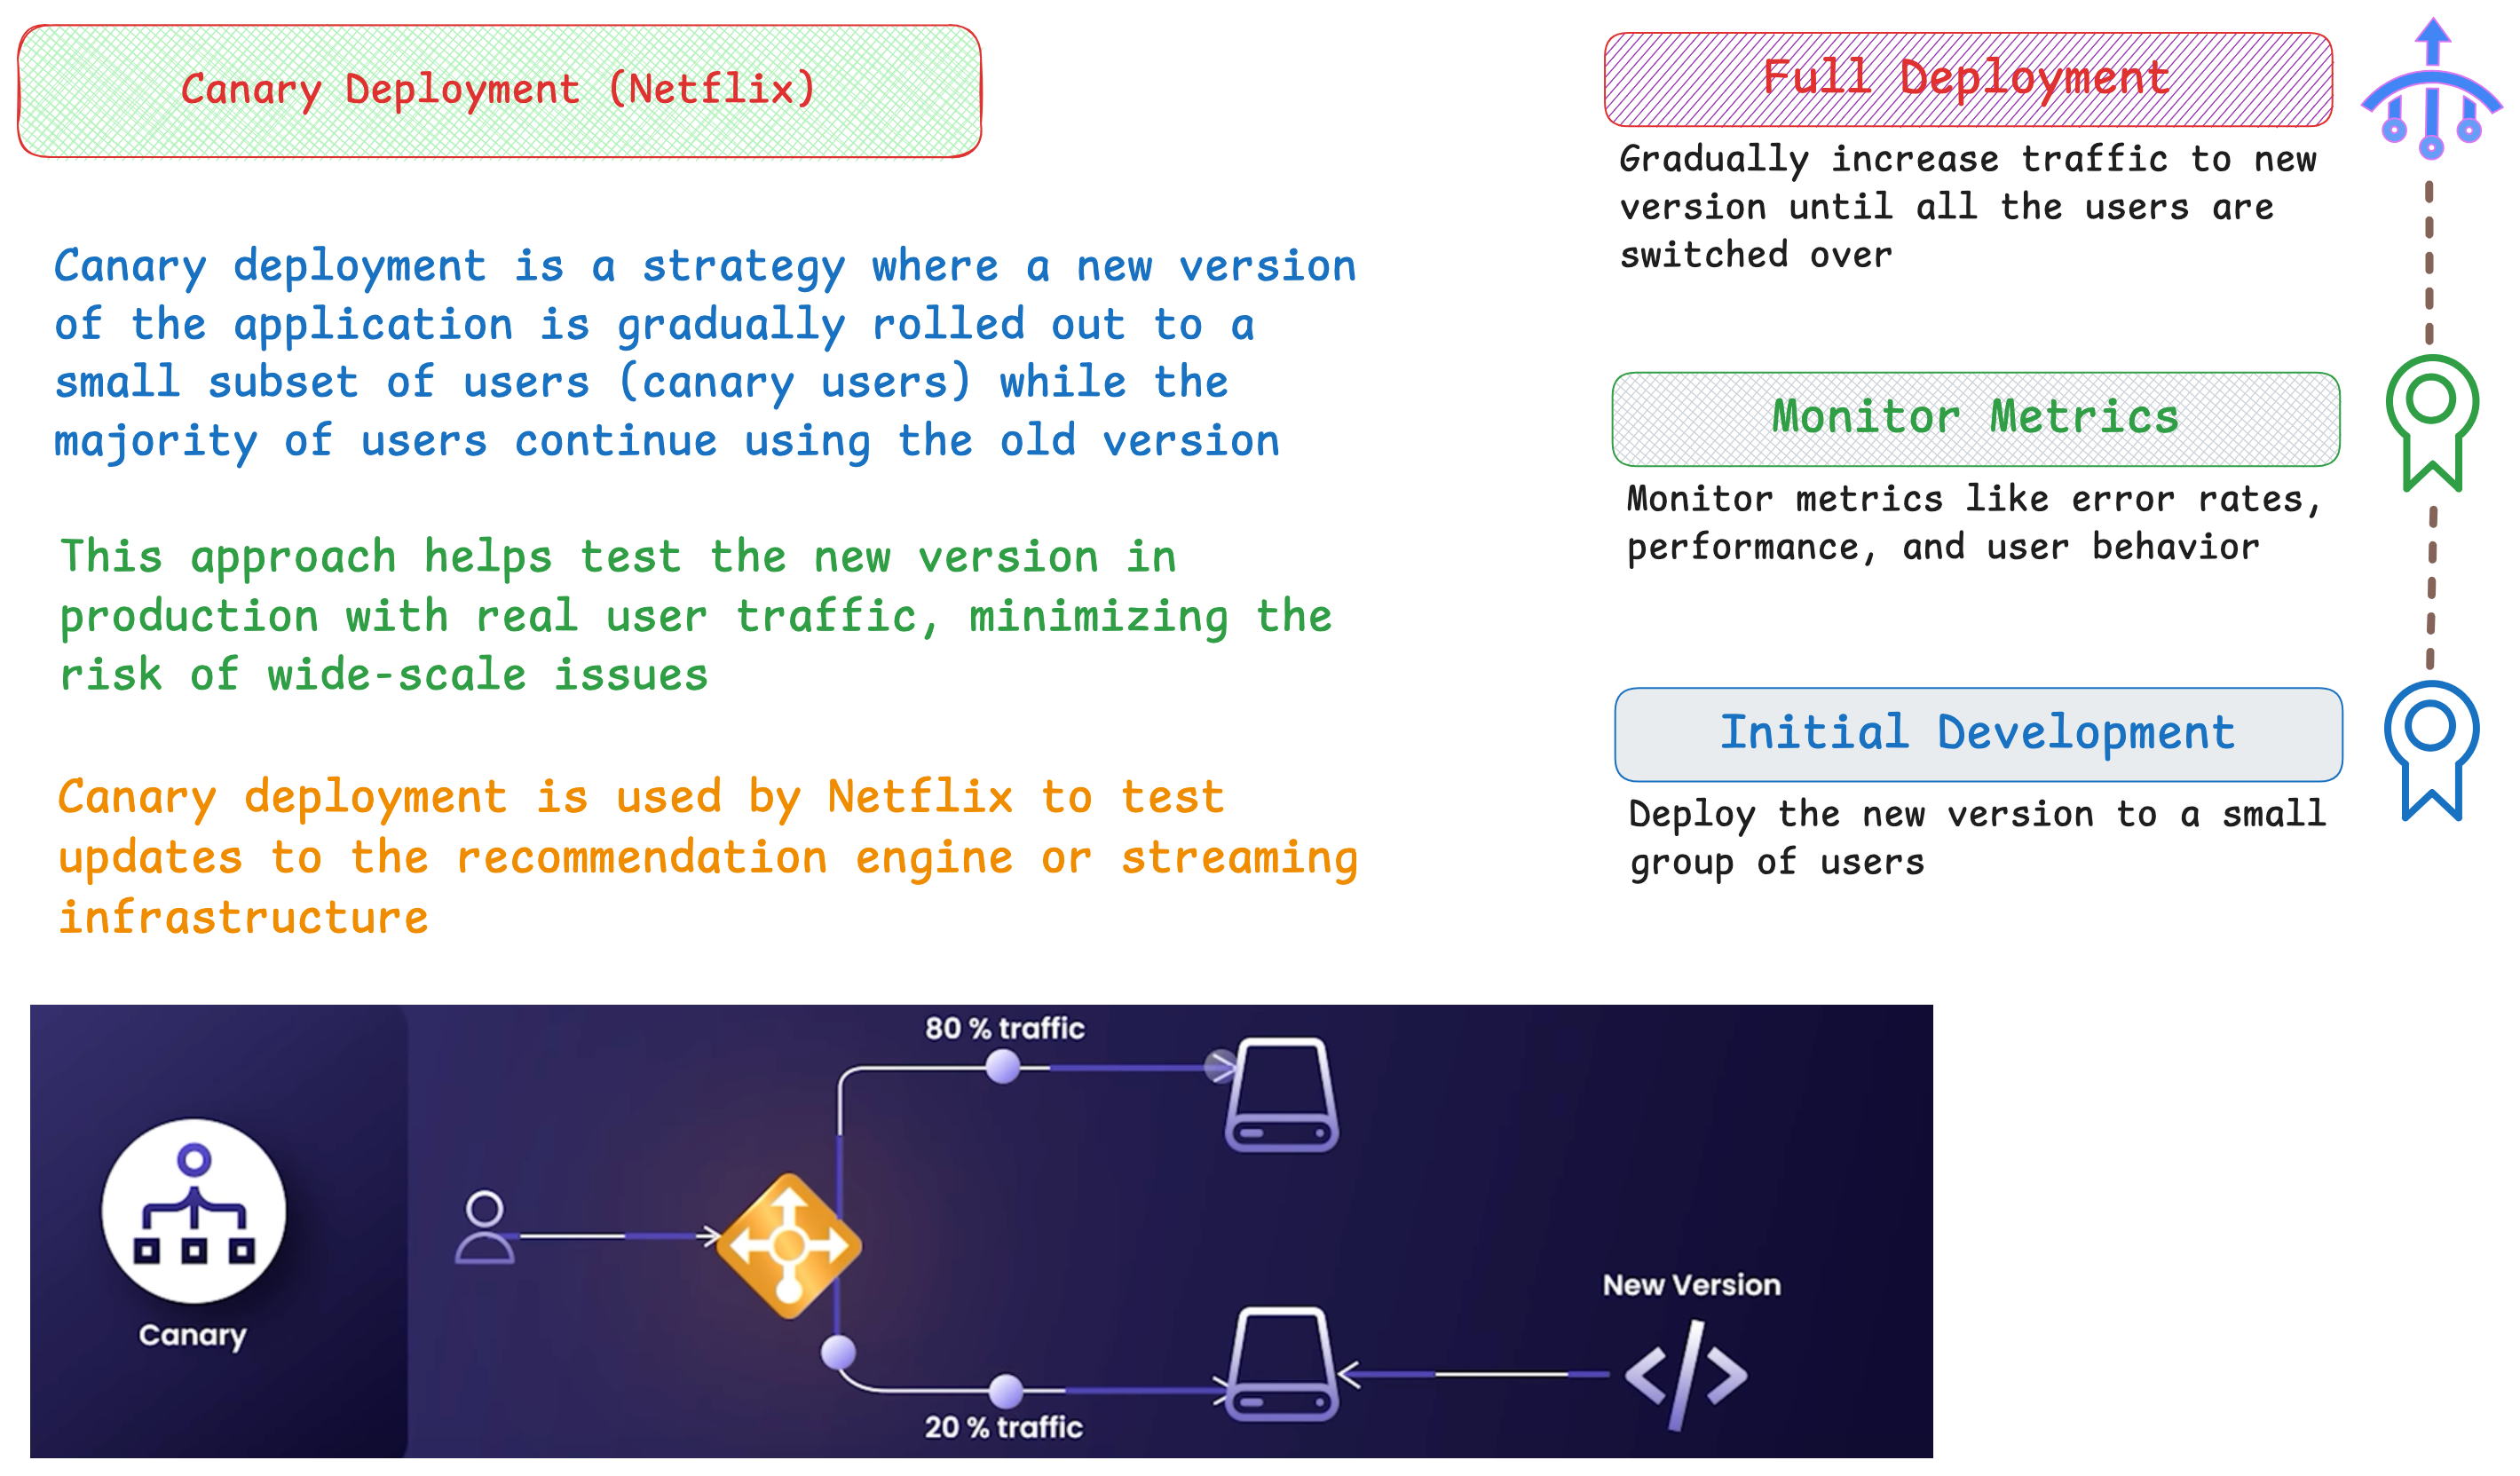 Canary Deployment (Netflix)
Canary deployment is a strategy where a new version
of the application is gradually rolled out to a
small subset of users (canary users) while the
majority of users continue using the old version
This approach helps test the new version in
production with real user traffic, minimizing the
risk of wide-scale issues
Canary deployment is used by Netflix to test
updates to the recommendation engine or streaming
infrastructure
Full Deployment
Gradually increase traffic to new
version until all the users are
switched over
Monitor Metrics
Monitor metrics like error rates,
performance, and user behavior
Initial Development
Deploy the new version to a small
group of users
Canary
80 % traffic
20 % traffic
New Version